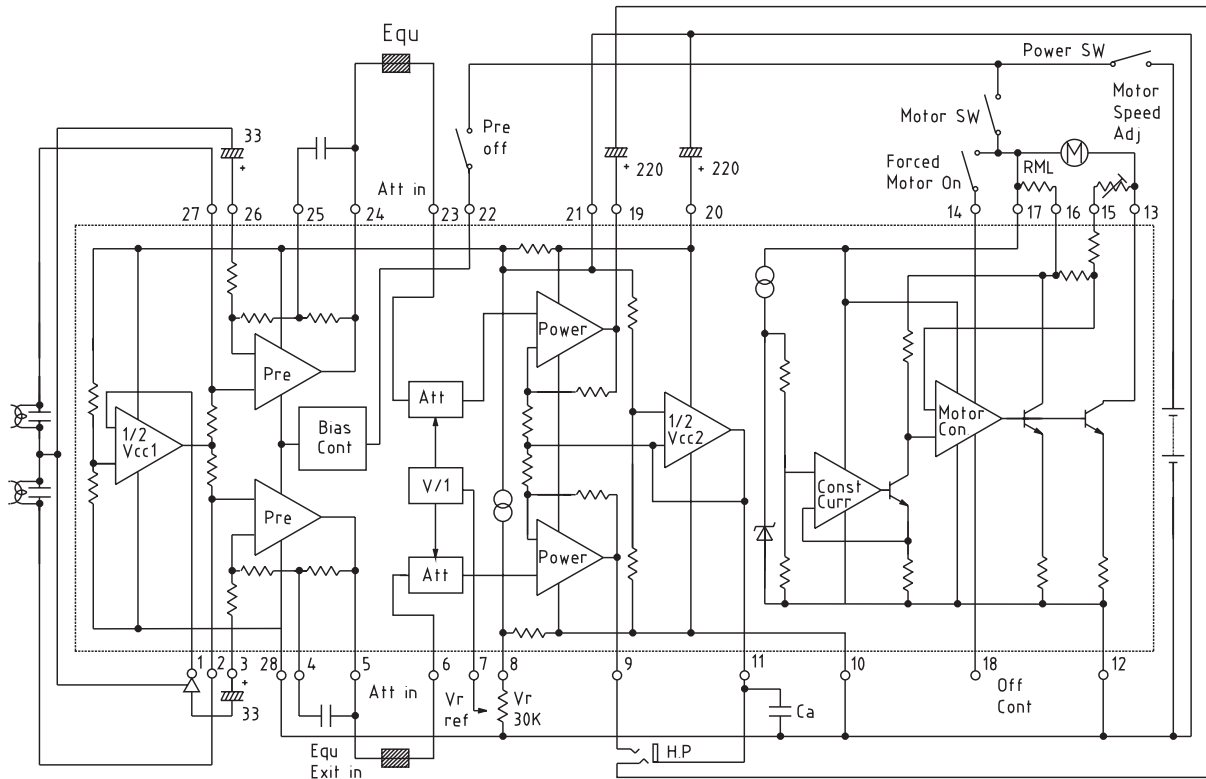 Equ
Power SW
Pre
off
Motor SW
Motor
Speed
Adj
33
+
+ 220
+ 220
Forced
Motor On
M
RML
Att in
27
26
25
24
23
22
21
19
20
14
17
16
15
13
Power
Pre
Att
Motor
Con
1/2
Vcc1
Bias
Cont
1/2
Vcc2
V/1
Const
Curr
Pre
Power
Att
1
2
3
28
4
5
6
7
8
9
11
10
18
12
+
33
Att in
Vr
ref
Vr
30K
Ca
Off
Cont
Equ
Exit in
H.P